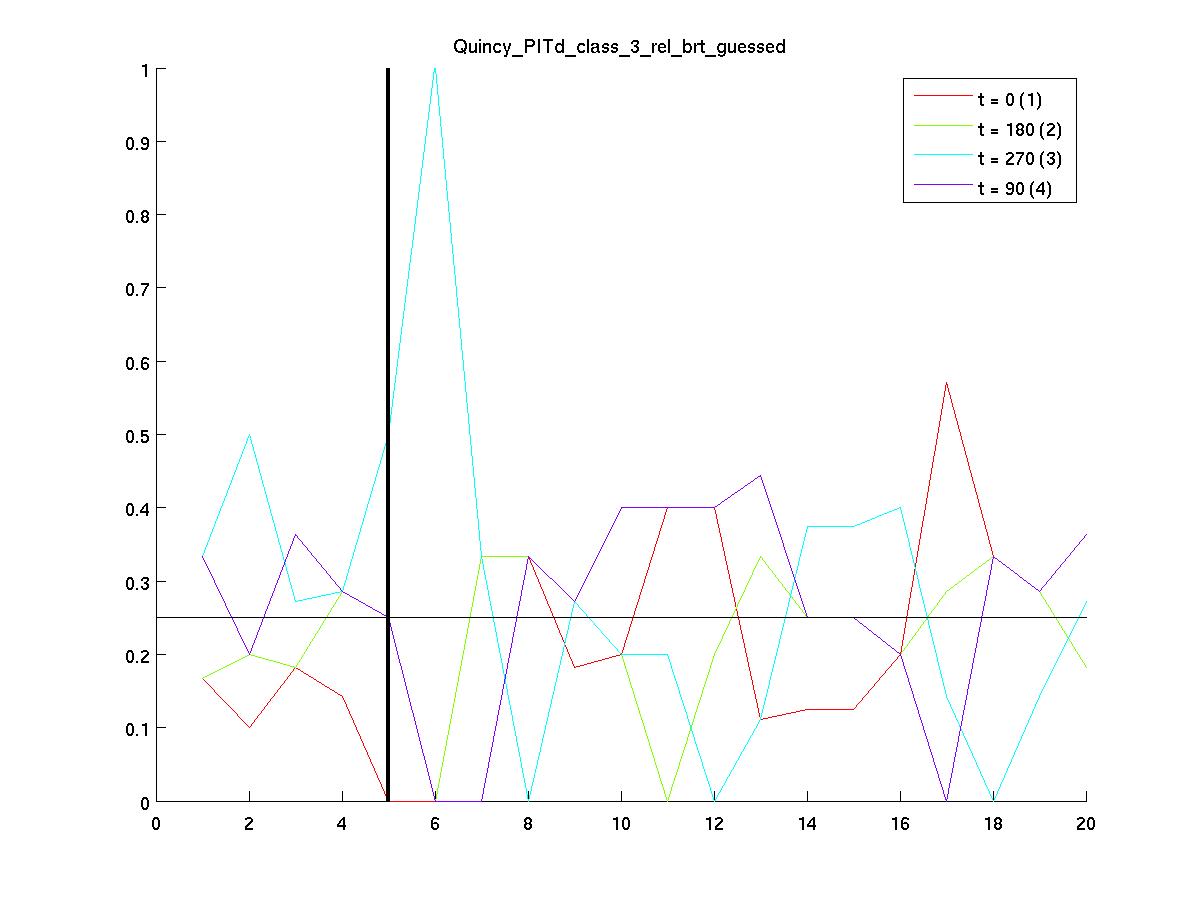 Quincy_PITd_class_3_rel_brt_guessed
t = 0 (1)
t = 180 (2)
t = 270 (3)
t = 90 (4)
1
0.9
0.8
0.7
0.6
0.5
0.4
0.3
0.2
0.1
0
0 2 4 6 8 10 12 14 16 18 20